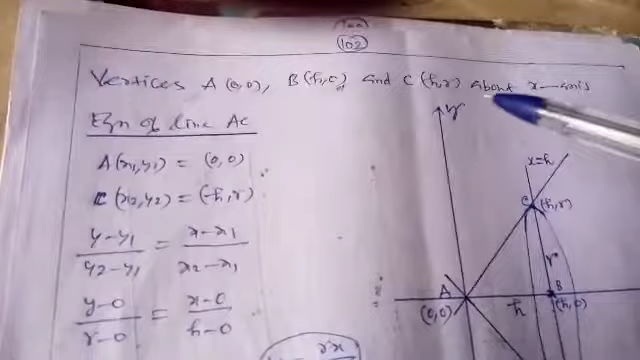 102
Vertices A (0,0), B(h,0) and C (h,r) about x-axis
Eqn of line AC
A(x1,y1) = (0,0)
C(x2,y2) = (h,r)
y-y1/y2-y1 = x-x1/x2-x1
y-0/r-0 = x-0/h-0
rx
y
x=h
C (h,r)
r
A
B
(0,0)
h
(h,0)